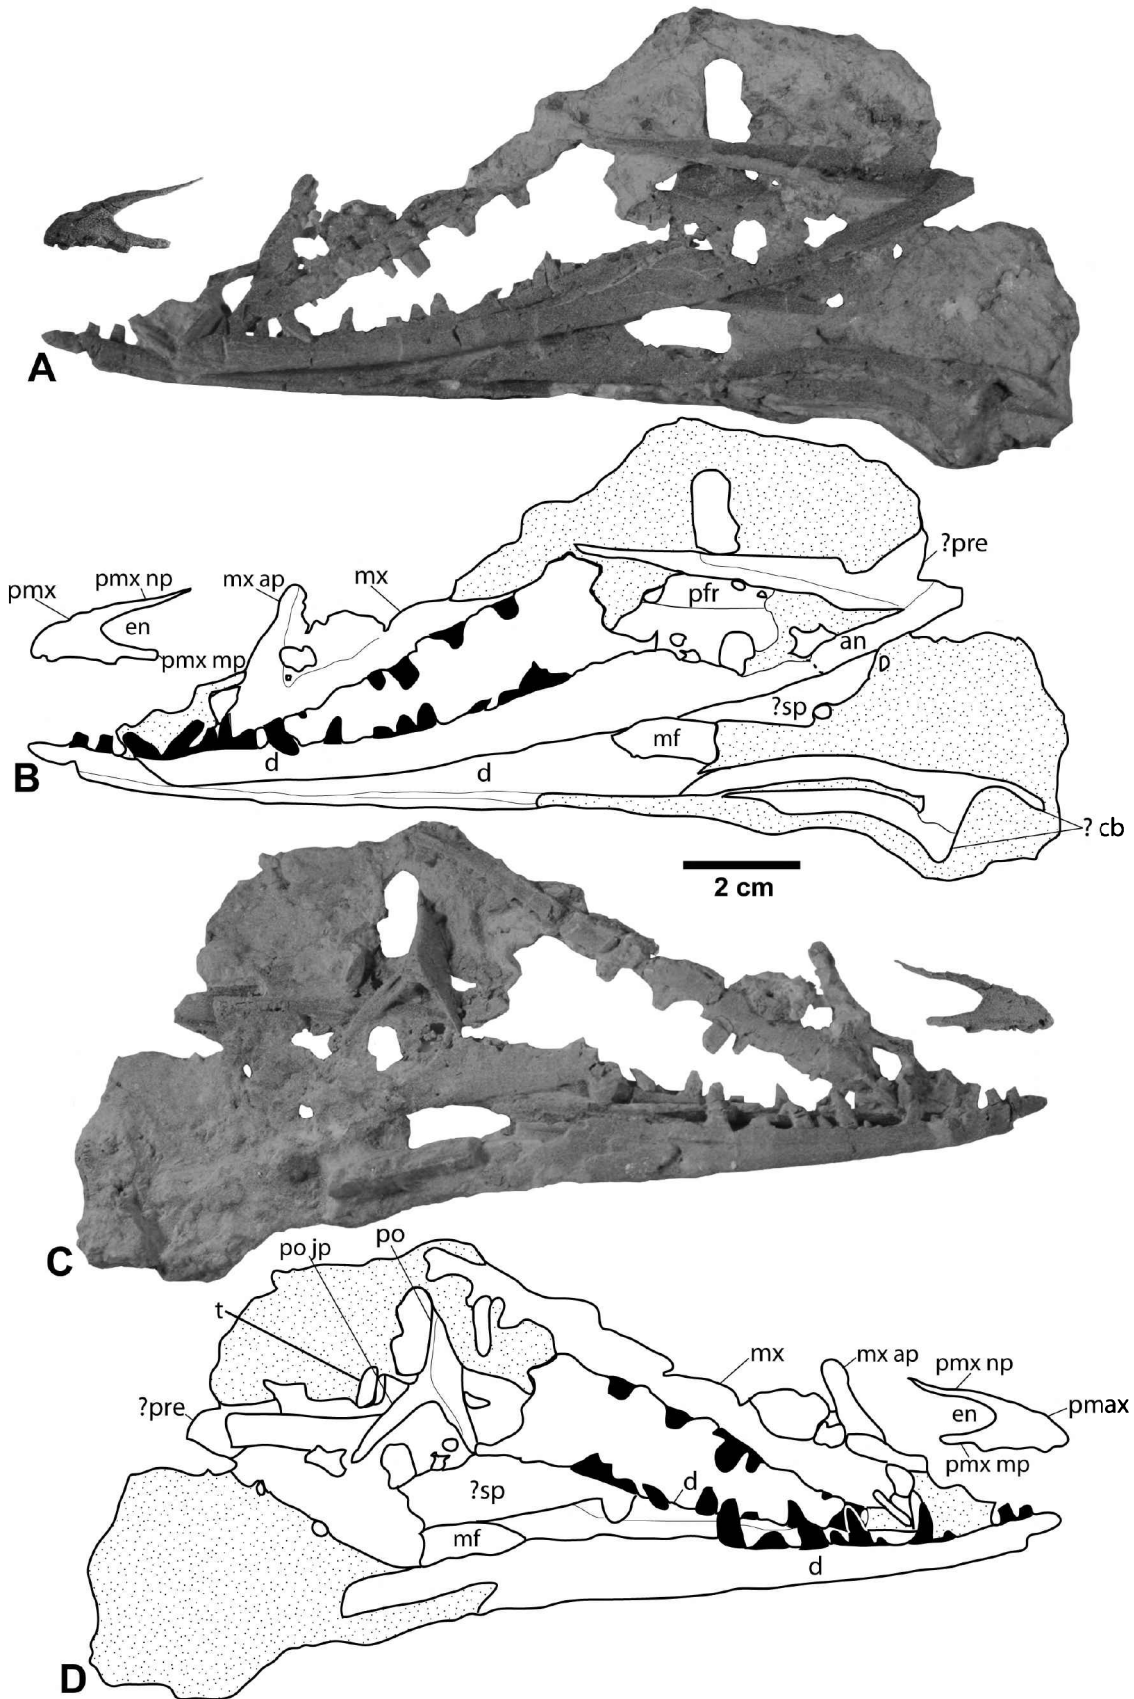 A
?pre
pmx np
mx ap
mx
pmx
pfr
en
an
pmx mp
?sp
mf
d
d
B
? cb
2 cm
C
po
po jp
t
mx
mx ap
pmx np
?pre
en
pmax
pmx mp
?sp
d
mf
d
D